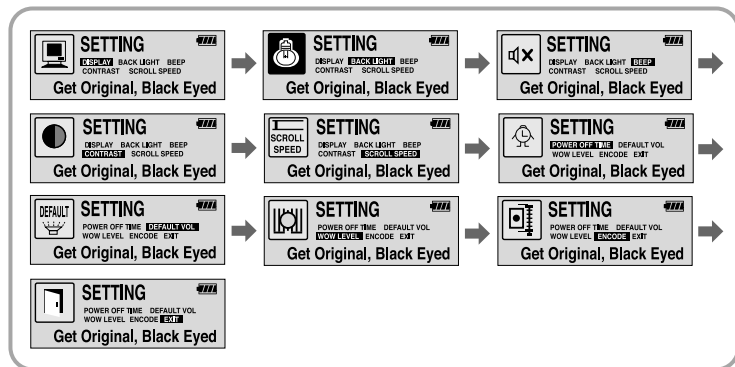 SETTING
DISPLAY BACK LIGHT BEEP
CONTRAST SCROLL SPEED
Get Original, Black Eyed
SETTING
DISPLAY BACK LIGHT BEEP
CONTRAST SCROLL SPEED
Get Original, Black Eyed
SETTING
DISPLAY BACK LIGHT BEEP
CONTRAST SCROLL SPEED
Get Original, Black Eyed
SETTING
DISPLAY BACK LIGHT BEEP
CONTRAST SCROLL SPEED
Get Original, Black Eyed
SCROLL
SPEED
SETTING
DISPLAY BACK LIGHT BEEP
CONTRAST SCROLL SPEED
Get Original, Black Eyed
SETTING
POWER OFF TIME DEFAULT VOL
WOW LEVEL ENCODE EXIT
Get Original, Black Eyed
DEFAULT
SETTING
POWER OFF TIME DEFAULT VOL
WOW LEVEL ENCODE EXIT
Get Original, Black Eyed
SETTING
POWER OFF TIME DEFAULT VOL
WOW LEVEL ENCODE EXIT
Get Original, Black Eyed
SETTING
POWER OFF TIME DEFAULT VOL
WOW LEVEL ENCODE EXIT
Get Original, Black Eyed
SETTING
POWER OFF TIME DEFAULT VOL
WOW LEVEL ENCODE EXIT
Get Original, Black Eyed